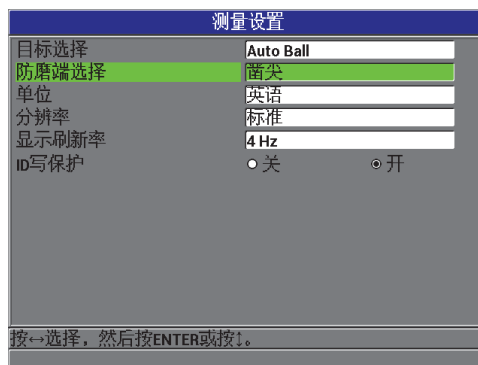 测量设置
目标选择 Auto Ball
防磨端选择 凿尖
单位 英语
分辨率 标准
显示刷新率 4 Hz
ID写保护 关 开
按↔选择，然后按ENTER或按↕。